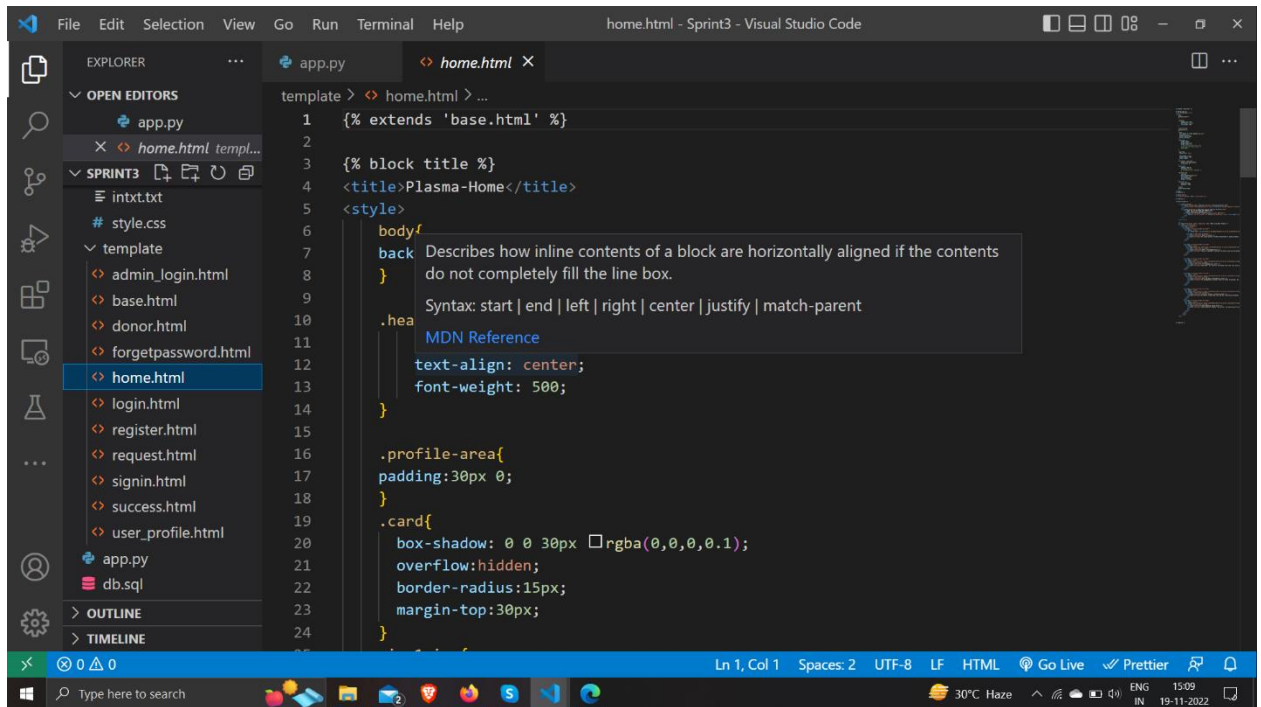 File Edit Selection View Go Run Terminal Help home.html - Sprint3 - Visual Studio Code
EXPLORER
OPEN EDITORS
app.py
home.html templ...
SPRINT3
intxt.txt
# style.css
template
admin_login.html
base.html
donor.html
forgetpassword.html
home.html
login.html
register.html
request.html
signin.html
success.html
user_profile.html
app.py
db.sql
OUTLINE
TIMELINE
app.py home.html
template > home.html > ...
1 {% extends 'base.html' %}
2
3 {% block title %}
4 <title>Plasma-Home</title>
5 <style>
6 body{
7 back
8 }
9
10 .hea
11
12 text-align: center;
13 font-weight: 500;
14 }
15
16 .profile-area{
17 padding:30px 0;
18 }
19 .card{
20 box-shadow: 0 0 30px rgba(0,0,0,0.1);
21 overflow:hidden;
22 border-radius:15px;
23 margin-top:30px;
24 }
Describes how inline contents of a block are horizontally aligned if the contents
do not completely fill the line box.
Syntax: start | end | left | right | center | justify | match-parent
MDN Reference
0 0 Ln 1, Col 1 Spaces: 2 UTF-8 LF HTML Go Live Prettier
Type here to search 2 30°C Haze ENG 15:09
IN 19-11-2022